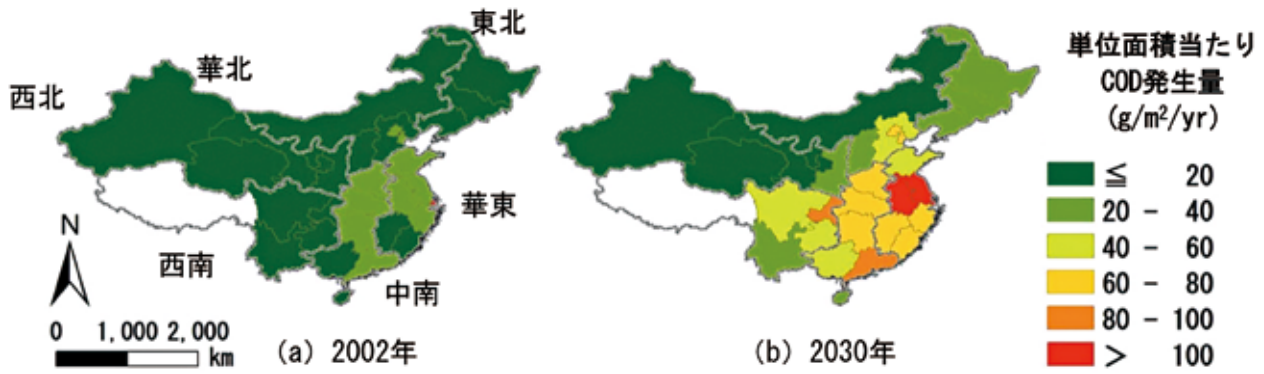 東北
華北
西北
華東
西南
中南
N
0 1,000 2,000
km
(a) 2002年
(b) 2030年
単位面積当たり
COD発生量
(g/m²/yr)
≦ 20
20 - 40
40 - 60
60 - 80
80 - 100
> 100